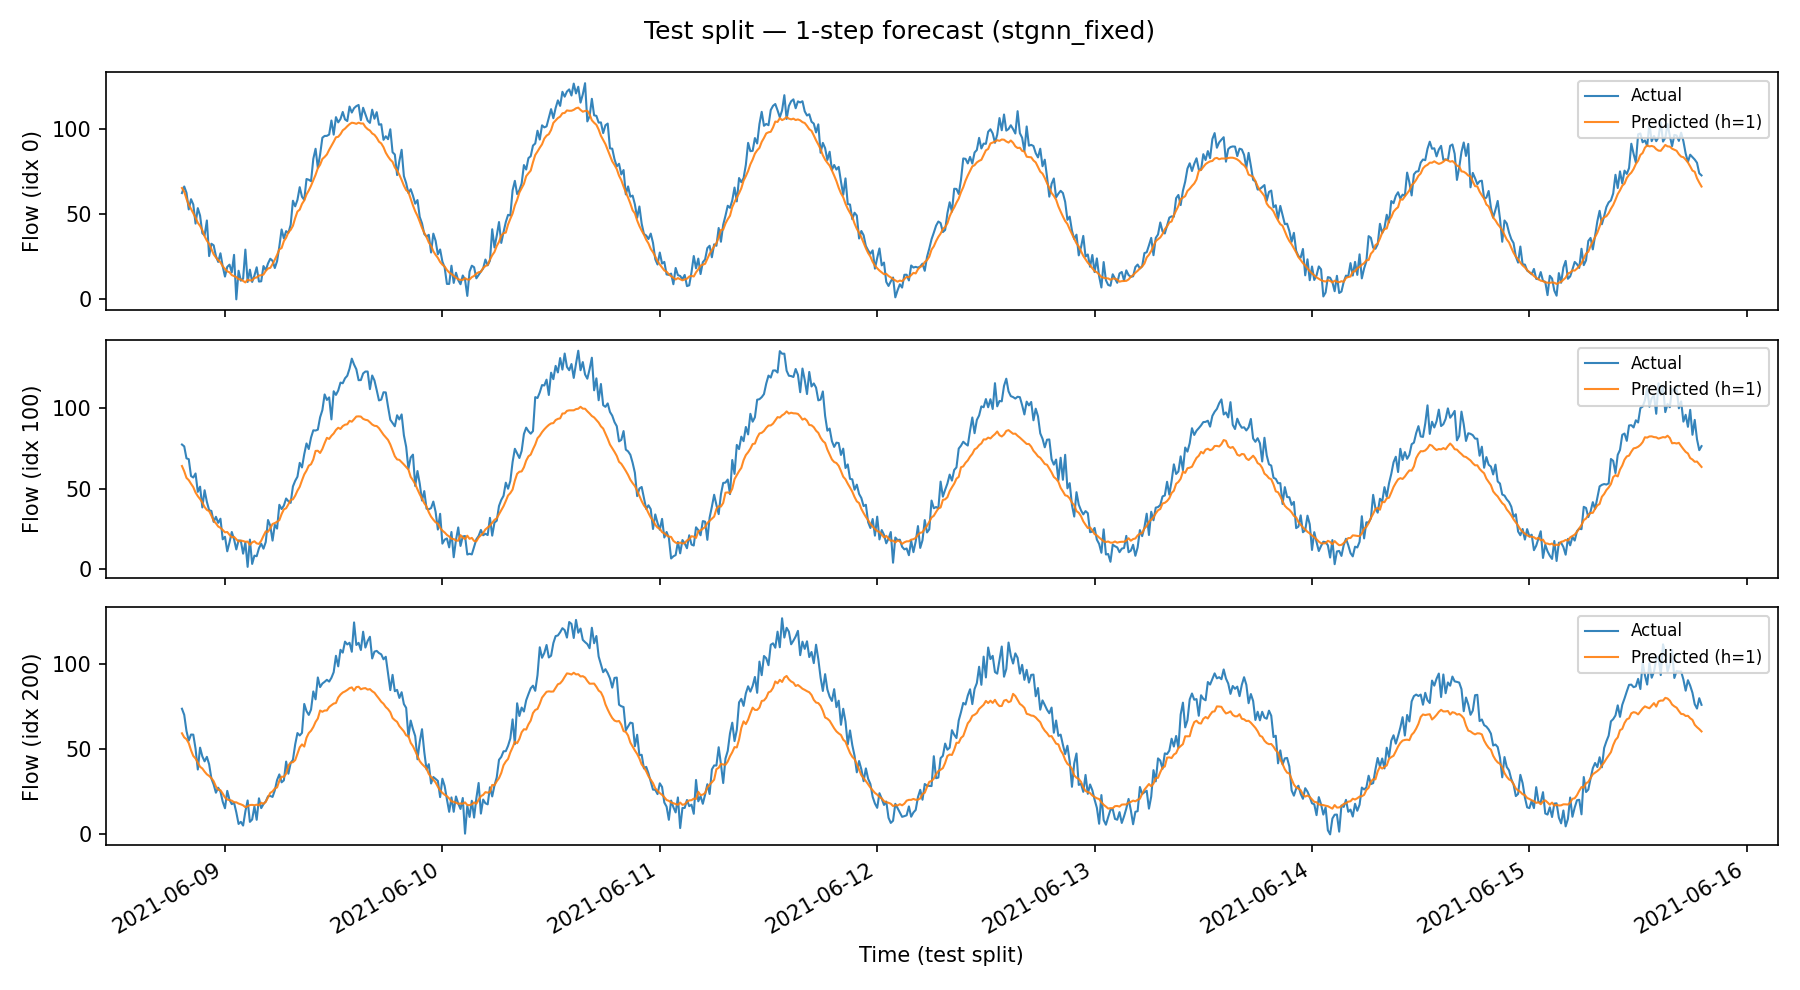 Test split — 1-step forecast (stgnn_fixed)
Flow (idx 0)
100
50
0
Actual
Predicted (h=1)
Flow (idx 100)
100
50
0
Actual
Predicted (h=1)
Flow (idx 200)
100
50
0
Actual
Predicted (h=1)
2021-06-09
2021-06-10
2021-06-11
2021-06-12
2021-06-13
2021-06-14
2021-06-15
2021-06-16
Time (test split)